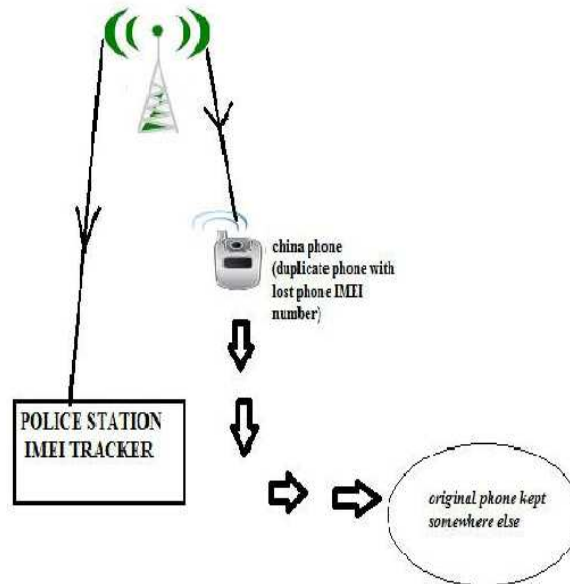 china phone
(duplicate phone with
lost phone IMEI
number)
POLICE STATION
IMEI TRACKER
original phone kept
somewhere else